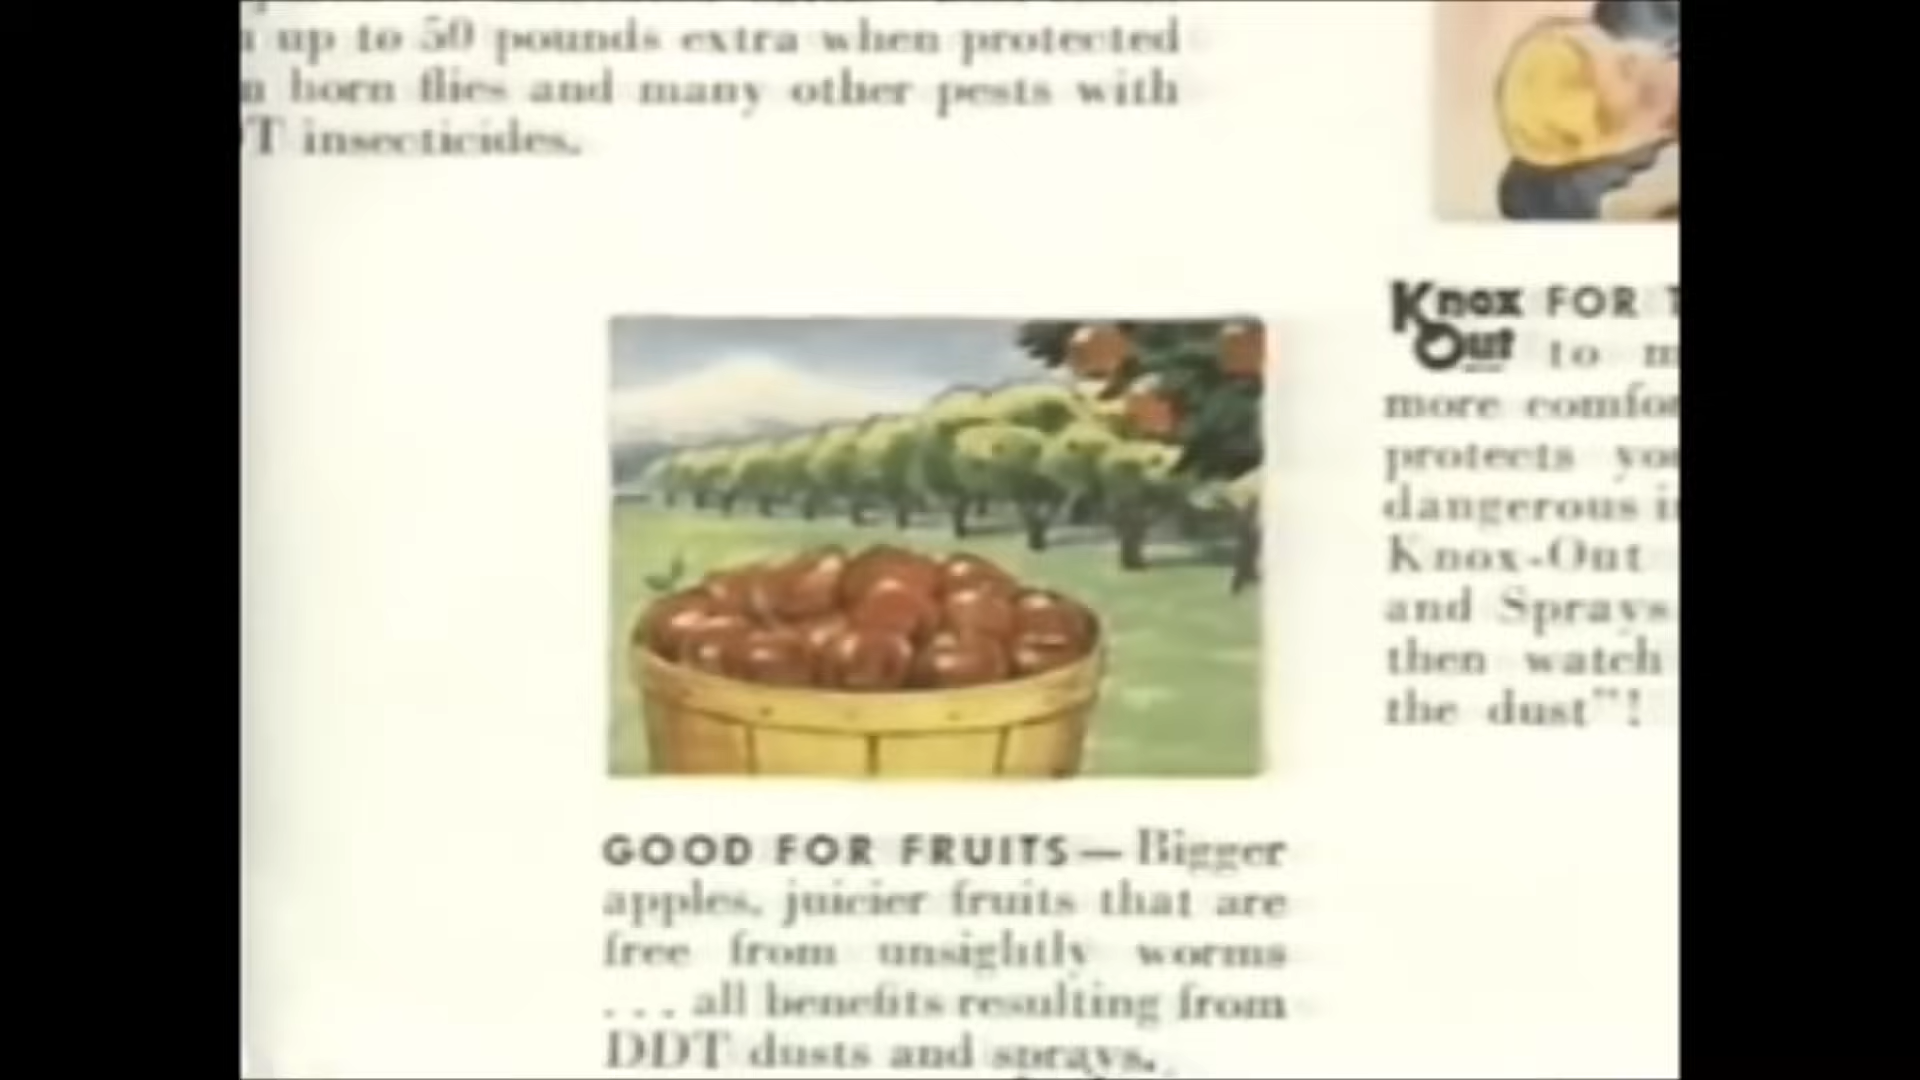 up to 50 pounds extra when protected
horn flies and many other pests with
T insecticides.
GOOD FOR FRUITS—Bigger
apples, juicier fruits that are
free from unsightly worms
... all benefits resulting from
DDT dusts and sprays.
Knox FOR
Out to
more
protects
dangerous
Knox-Out
and Sprays
then watch
the dust"!